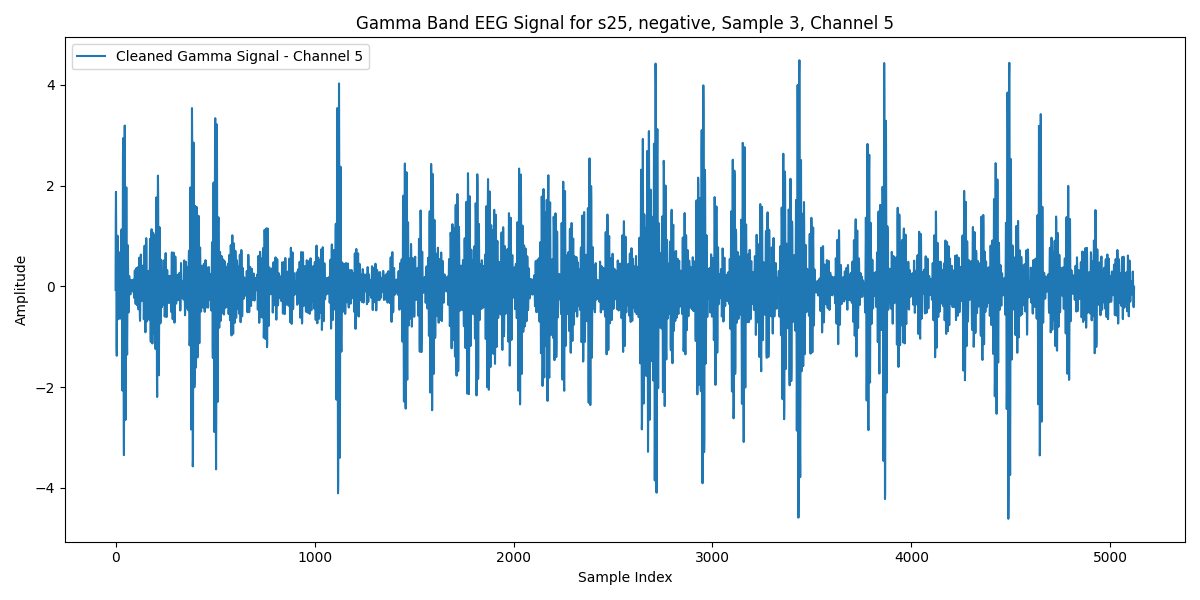 Gamma Band EEG Signal for s25, negative, Sample 3, Channel 5
Cleaned Gamma Signal - Channel 5
Amplitude
4
2
0
−2
−4
0 1000 2000 3000 4000 5000
Sample Index